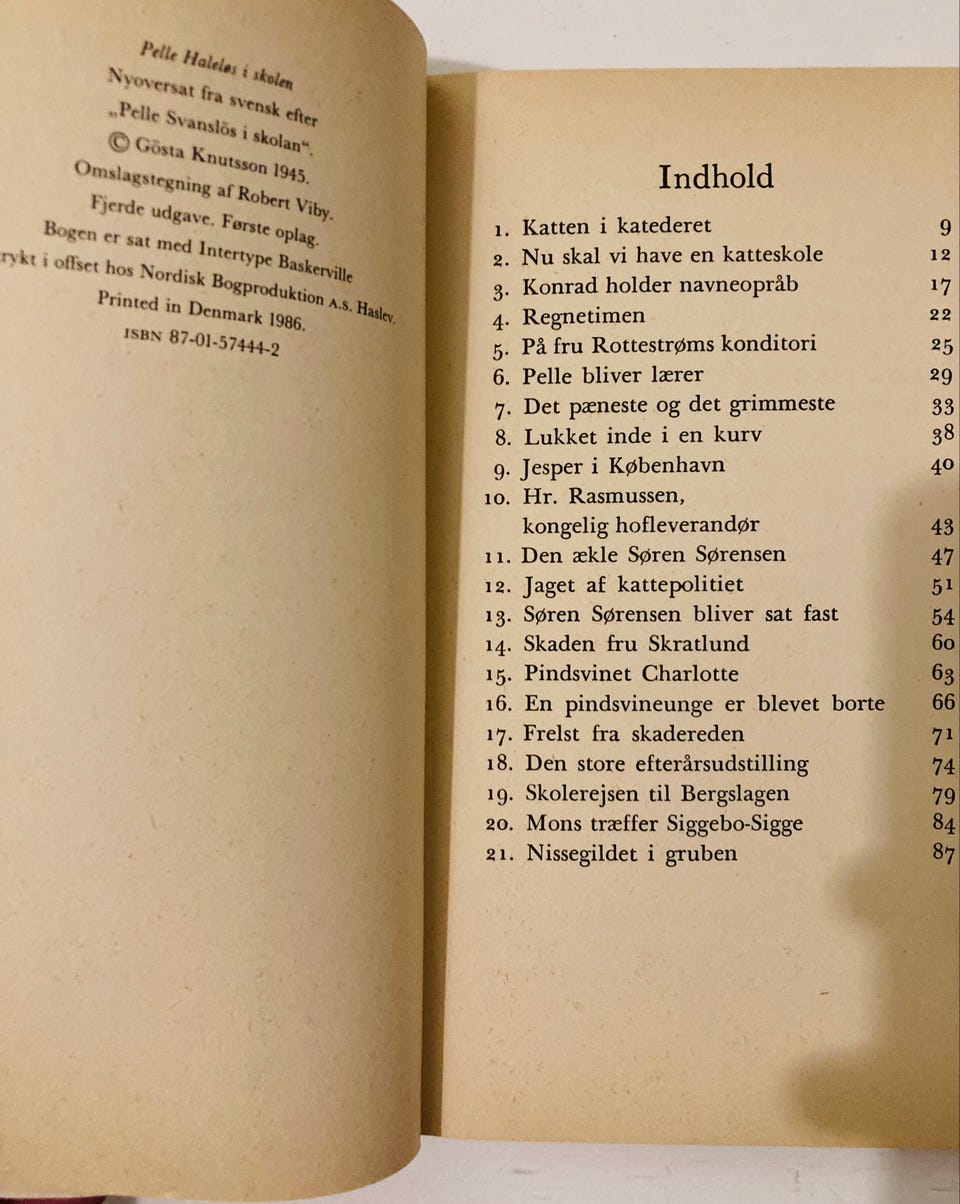 Pelle Haleløs i skolen
Nyoversat fra svensk efter
„Pelle Svanslös i skolan“.
© Gösta Knutsson 1945.
Omslagstegning af Robert Viby.
Fjerde udgave. Første oplag.
Bogen er sat med Intertype Baskerville
rykt i offset hos Nordisk Bogproduktion A.S. Haslev.
Printed in Denmark 1986.
ISBN 87-01-57444-2
Indhold
1. Katten i katederet 9
2. Nu skal vi have en katteskole 12
3. Konrad holder navneopråb 17
4. Regnetimen 22
5. På fru Rottestrøms konditori 25
6. Pelle bliver lærer 29
7. Det pæneste og det grimmeste 33
8. Lukket inde i en kurv 38
9. Jesper i København 40
10. Hr. Rasmussen,
kongelig hofleverandør 43
11. Den ækle Søren Sørensen 47
12. Jaget af kattepolitiet 51
13. Søren Sørensen bliver sat fast 54
14. Skaden fru Skratlund 60
15. Pindsvinet Charlotte 63
16. En pindsvineunge er blevet borte 66
17. Frelst fra skadereden 71
18. Den store efterårsudstilling 74
19. Skolerejsen til Bergslagen 79
20. Mons træffer Siggebo-Sigge 84
21. Nissegildet i gruben 87